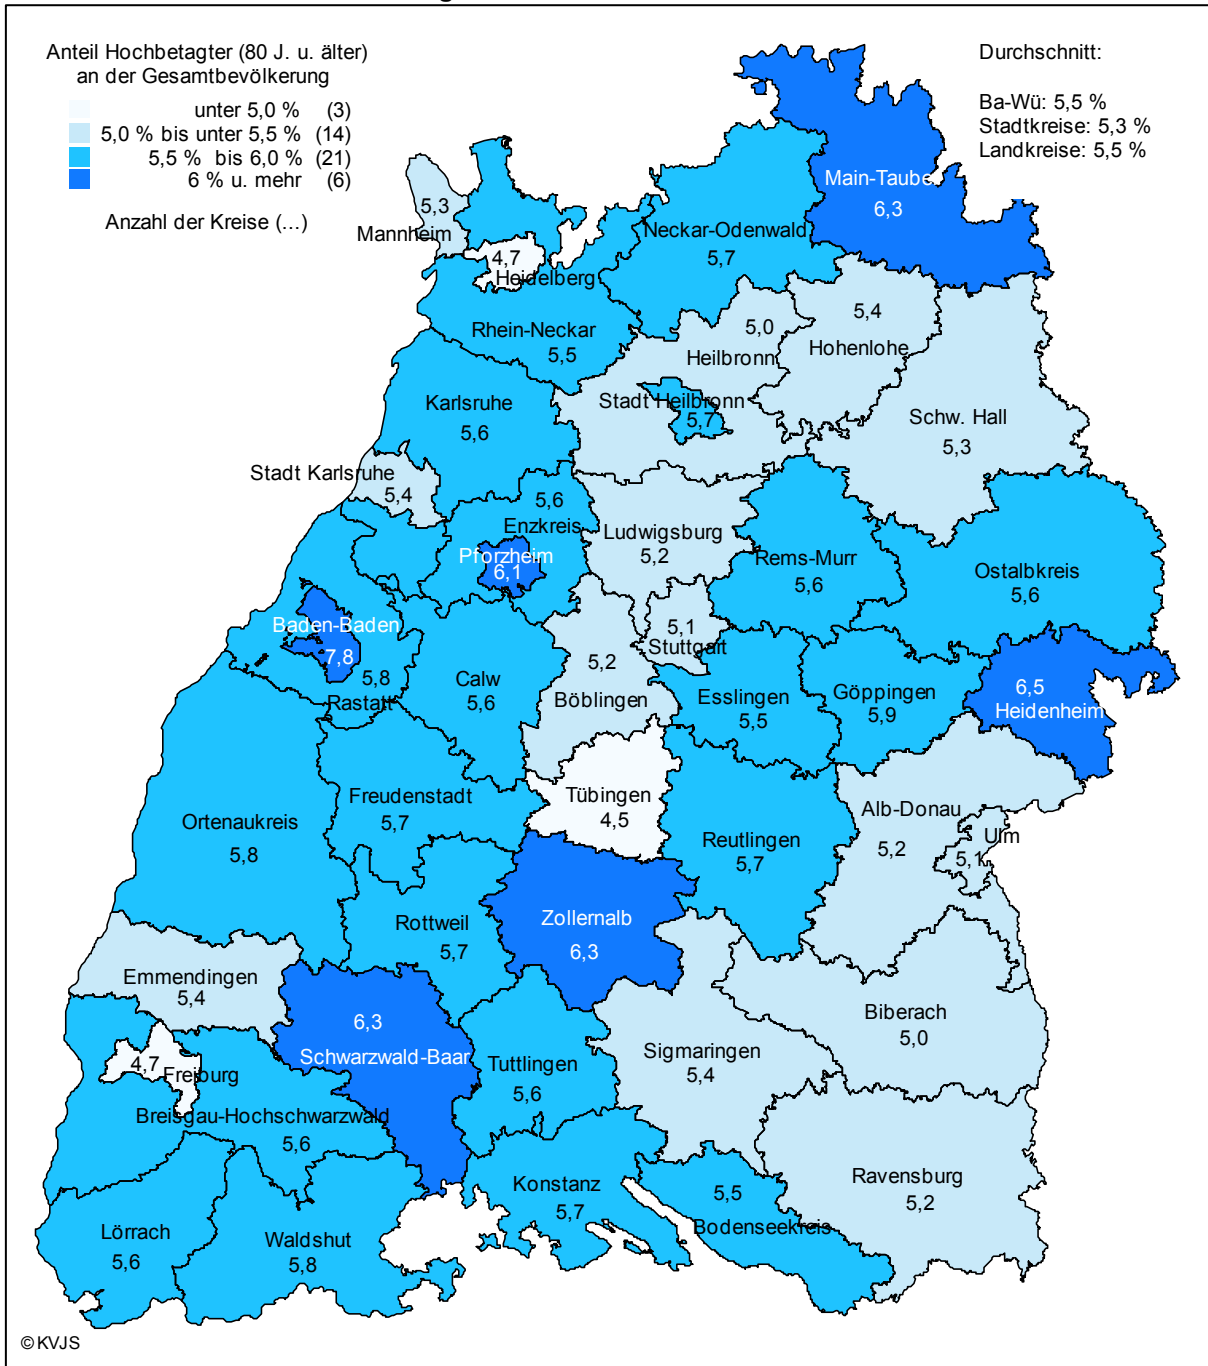 Anteil Hochbetagter (80 J. u. älter)
an der Gesamtbevölkerung
unter 5,0 % (3)
5,0 % bis unter 5,5 % (14)
5,5 % bis 6,0 % (21)
6 % u. mehr (6)
Anzahl der Kreise (...)
Durchschnitt:
Ba-Wü: 5,5 %
Stadtkreise: 5,3 %
Landkreise: 5,5 %
Main-Tauber
6,3
5,3
Mannheim
Neckar-Odenwald
5,7
4,7
Heidelberg
Rhein-Neckar
5,5
5,0
Heilbronn
5,4
Hohenlohe
Karlsruhe
5,6
Stadt Heilbronn
5,7
Schw. Hall
5,3
Stadt Karlsruhe
5,4
5,6
Enzkreis
Ludwigsburg
5,2
Pforzheim
6,1
Rems-Murr
5,6
Ostalbkreis
5,6
Baden-Baden
7,8
5,8
Rastatt
Calw
5,6
5,2
Böblingen
5,1
Stuttgart
Esslingen
5,5
Göppingen
5,9
6,5
Heidenheim
Ortenaukreis
5,8
Freudenstadt
5,7
Tübingen
4,5
Reutlingen
5,7
Alb-Donau
5,2
Ulm
5,1
Rottweil
5,7
Zollernalb
6,3
Emmendingen
5,4
6,3
Schwarzwald-Baar
Biberach
5,0
4,7
Freiburg
Tuttlingen
5,6
Sigmaringen
5,4
Breisgau-Hochschwarzwald
5,6
Konstanz
5,7
5,5
Bodenseekreis
Ravensburg
5,2
Lörrach
5,6
Waldshut
5,8
©KVJS